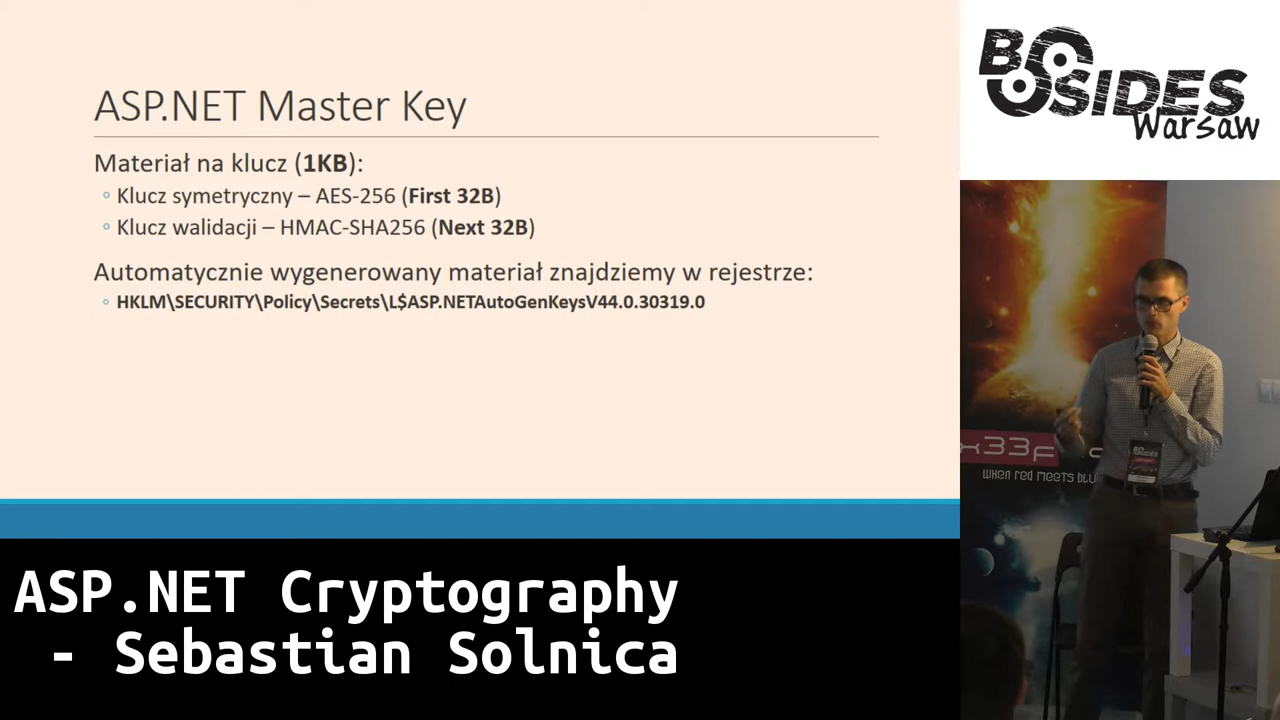 ASP.NET Master Key
Materiał na klucz (1KB):
Klucz symetryczny – AES-256 (First 32B)
Klucz walidacji – HMAC-SHA256 (Next 32B)
Automatycznie wygenerowany materiał znajdziemy w rejestrze:
HKLM\SECURITY\Policy\Secrets\L$ASP.NETAutoGenKeysV44.0.30319.0
ASP.NET Cryptography
- Sebastian Solnica
BSIDES
Warsaw
x33f
WHEN RED MEETS BLU
BSIDES